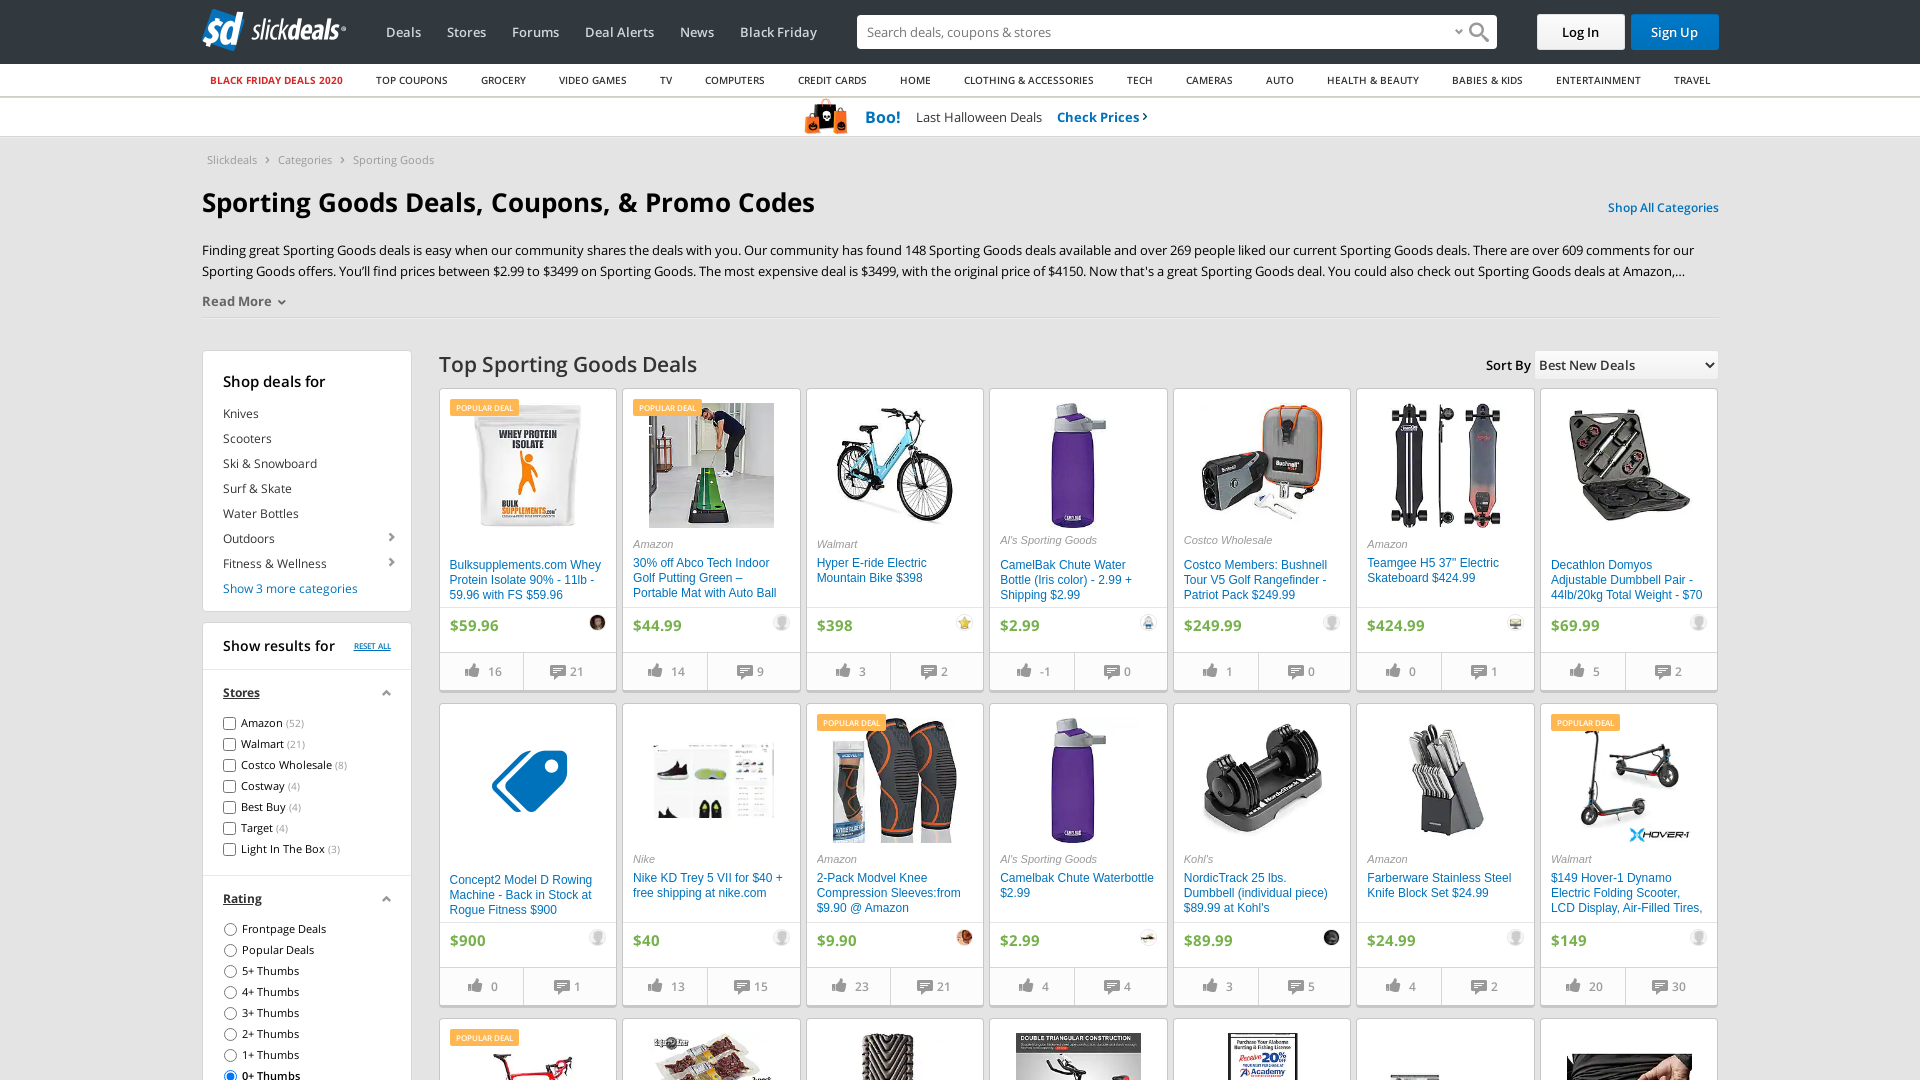 sd slickdeals
Deals
Stores
Forums
Deal Alerts
News
Black Friday
Search deals, coupons & stores
Log In
Sign Up
BLACK FRIDAY DEALS 2020
TOP COUPONS
GROCERY
VIDEO GAMES
TV
COMPUTERS
CREDIT CARDS
HOME
CLOTHING & ACCESSORIES
TECH
CAMERAS
AUTO
HEALTH & BEAUTY
BABIES & KIDS
ENTERTAINMENT
TRAVEL
Boo! Last Halloween Deals Check Prices
Slickdeals > Categories > Sporting Goods
Sporting Goods Deals, Coupons, & Promo Codes
Shop All Categories
Finding great Sporting Goods deals is easy when our community shares the deals with you. Our community has found 148 Sporting Goods deals available and over 269 people liked our current Sporting Goods deals. There are over 609 comments for our
Sporting Goods offers. You'll find prices between $2.99 to $3499 on Sporting Goods. The most expensive deal is $3499, with the original price of $4150. Now that's a great Sporting Goods deal. You could also check out Sporting Goods deals at Amazon,...
Read More
Shop deals for
Knives
Scooters
Ski & Snowboard
Surf & Skate
Water Bottles
Outdoors
Fitness & Wellness
Show 3 more categories
Show results for
RESET ALL
Stores
Amazon (52)
Walmart (21)
Costco Wholesale (8)
Costway (4)
Best Buy (4)
Target (4)
Light In The Box (3)
Rating
Frontpage Deals
Popular Deals
5+ Thumbs
4+ Thumbs
3+ Thumbs
2+ Thumbs
1+ Thumbs
0+ Thumbs
Top Sporting Goods Deals
Sort By Best New Deals
POPULAR DEAL
WHEY PROTEIN
ISOLATE
BULK
SUPPLEMENTS.com
Bulksupplements.com Whey
Protein Isolate 90% - 11lb -
59.96 with FS $59.96
$59.96
16
21
POPULAR DEAL
Amazon
30% off Abco Tech Indoor
Golf Putting Green –
Portable Mat with Auto Ball
$44.99
14
9
Walmart
Hyper E-ride Electric
Mountain Bike $398
$398
3
2
CAMELBAK
Al's Sporting Goods
CamelBak Chute Water
Bottle (Iris color) - 2.99 +
Shipping $2.99
$2.99
-1
0
Bushnell
Costco Wholesale
Costco Members: Bushnell
Tour V5 Golf Rangefinder -
Patriot Pack $249.99
$249.99
1
0
Amazon
Teamgee H5 37" Electric
Skateboard $424.99
$424.99
0
1
Decathlon Domyos
Adjustable Dumbbell Pair -
44lb/20kg Total Weight - $70
$69.99
5
2
Concept2 Model D Rowing
Machine - Back in Stock at
Rogue Fitness $900
$900
0
1
Nike
Nike KD Trey 5 VII for $40 +
free shipping at nike.com
$40
13
15
POPULAR DEAL
Amazon
2-Pack Modvel Knee
Compression Sleeves:from
$9.90 @ Amazon
$9.90
23
21
CAMELBAK
Al's Sporting Goods
Camelbak Chute Waterbottle
$2.99
$2.99
4
4
NordicTrack
Kohl's
NordicTrack 25 lbs.
Dumbbell (individual piece)
$89.99 at Kohl's
$89.99
3
5
Amazon
Farberware Stainless Steel
Knife Block Set $24.99
$24.99
4
2
POPULAR DEAL
HOVER-1
Walmart
$149 Hover-1 Dynamo
Electric Folding Scooter,
LCD Display, Air-Filled Tires,
$149
20
30
POPULAR DEAL
DOUBLE TRIANGULAR CONSTRUCTION
Purchase Your Alabama
Hunting & Fishing License
Receive 20%
Academy